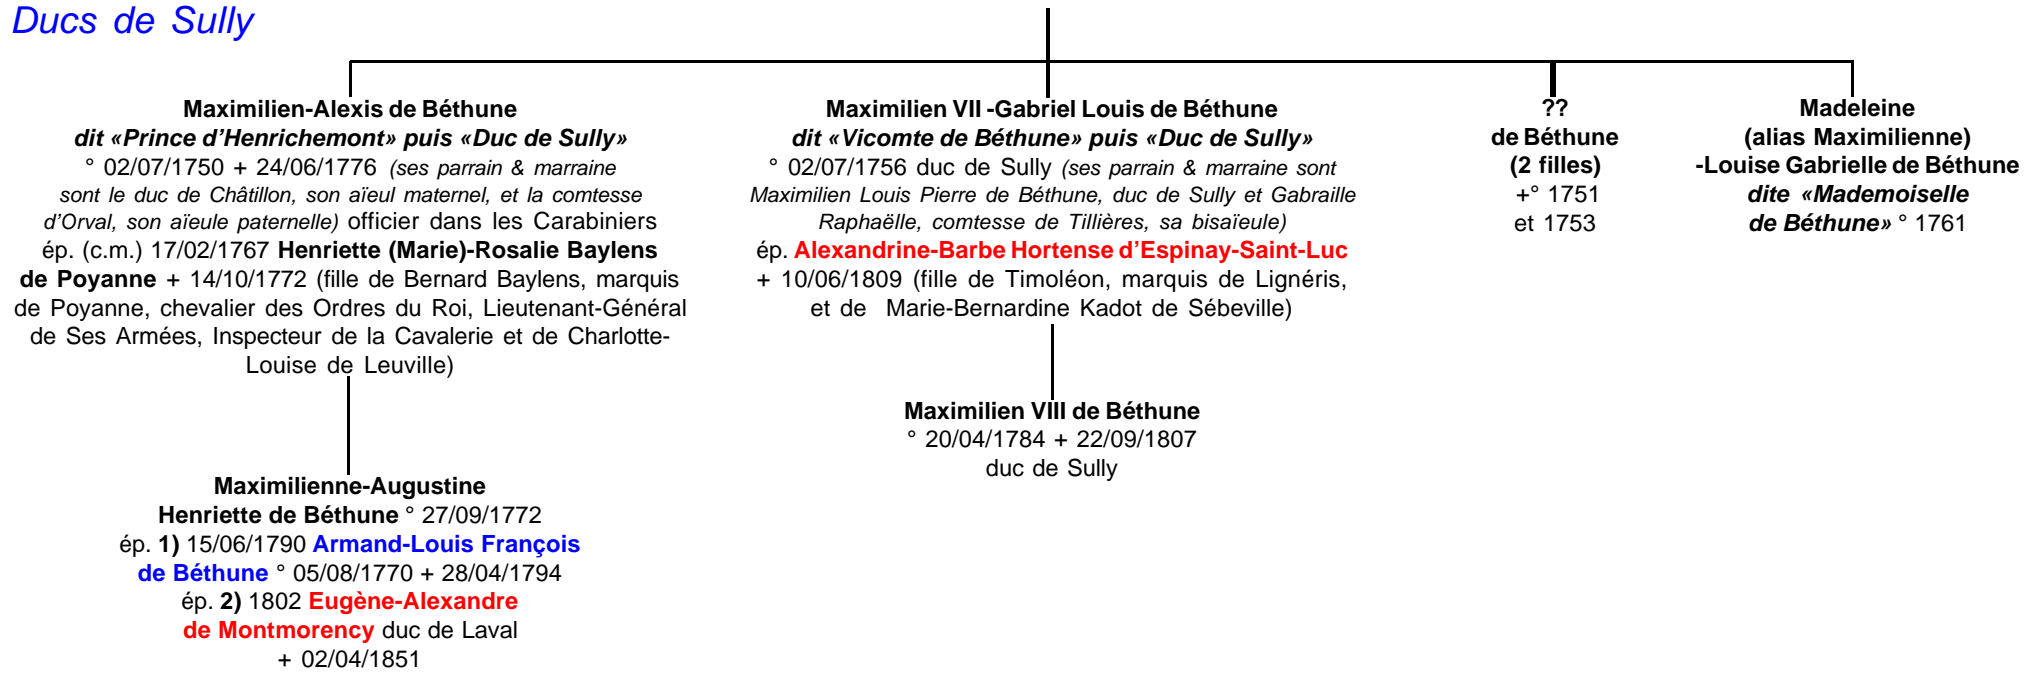 Ducs de Sully
Maximilien-Alexis de Béthune
dit «Prince d'Henrichemont» puis «Duc de Sully»
° 02/07/1750 + 24/06/1776 (ses parrain & marraine
sont le duc de Châtillon, son aïeul maternel, et la comtesse
d'Orval, son aïeule paternelle) officier dans les Carabiniers
ép. (c.m.) 17/02/1767 Henriette (Marie)-Rosalie Baylens
de Poyanne + 14/10/1772 (fille de Bernard Baylens, marquis
de Poyanne, chevalier des Ordres du Roi, Lieutenant-Général
de Ses Armées, Inspecteur de la Cavalerie et de Charlotte-
Louise de Leuville)
Maximilienne-Augustine
Henriette de Béthune ° 27/09/1772
ép. 1) 15/06/1790 Armand-Louis François
de Béthune ° 05/08/1770 + 28/04/1794
ép. 2) 1802 Eugène-Alexandre
de Montmorency duc de Laval
+ 02/04/1851
Maximilien VII -Gabriel Louis de Béthune
dit «Vicomte de Béthune» puis «Duc de Sully»
° 02/07/1756 duc de Sully (ses parrain & marraine sont
Maximilien Louis Pierre de Béthune, duc de Sully et Gabraille
Raphaëlle, comtesse de Tillières, sa bisaïeule)
ép. Alexandrine-Barbe Hortense d'Espinay-Saint-Luc
+ 10/06/1809 (fille de Timoléon, marquis de Lignéris,
et de Marie-Bernardine Kadot de Sébeville)
Maximilien VIII de Béthune
° 20/04/1784 + 22/09/1807
duc de Sully
??
de Béthune
(2 filles)
+° 1751
et 1753
Madeleine
(alias Maximilienne)
-Louise Gabrielle de Béthune
dite «Mademoiselle
de Béthune» ° 1761